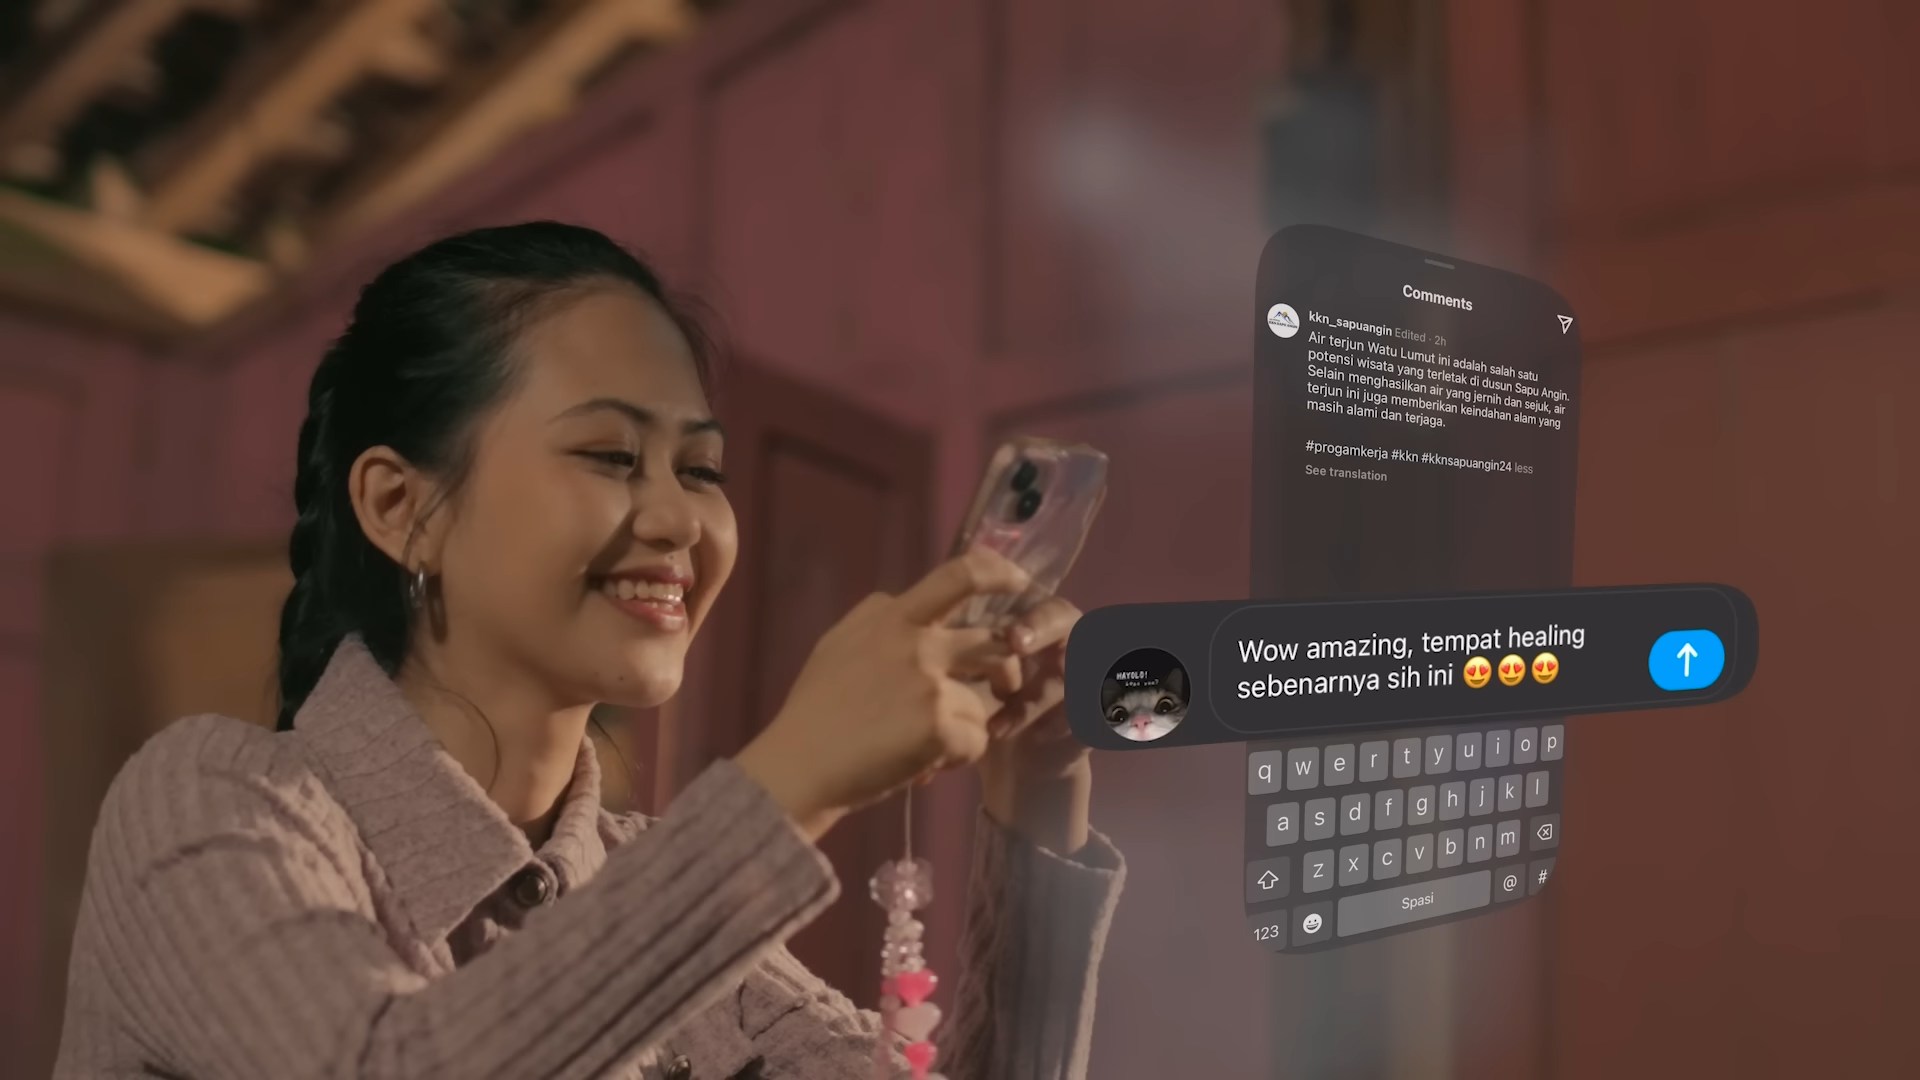 Comments
kkn_sapuangin Edited · 2h
Air terjun Watu Lumut ini adalah salah satu
potensi wisata yang terletak di dusun Sapu Angin.
Selain menghasilkan air yang jernih dan sejuk, air
terjun ini juga memberikan keindahan alam yang
masih alami dan terjaga.
#progamkerja #kkn #kknsapuangin24 less
See translation
HAYOLO!
Wow amazing, tempat healing
sebenarnya sih ini 😍😍😍
q w e r t y u i o p
a s d f g h j k l
z x c v b n m
123 Spasi @ #